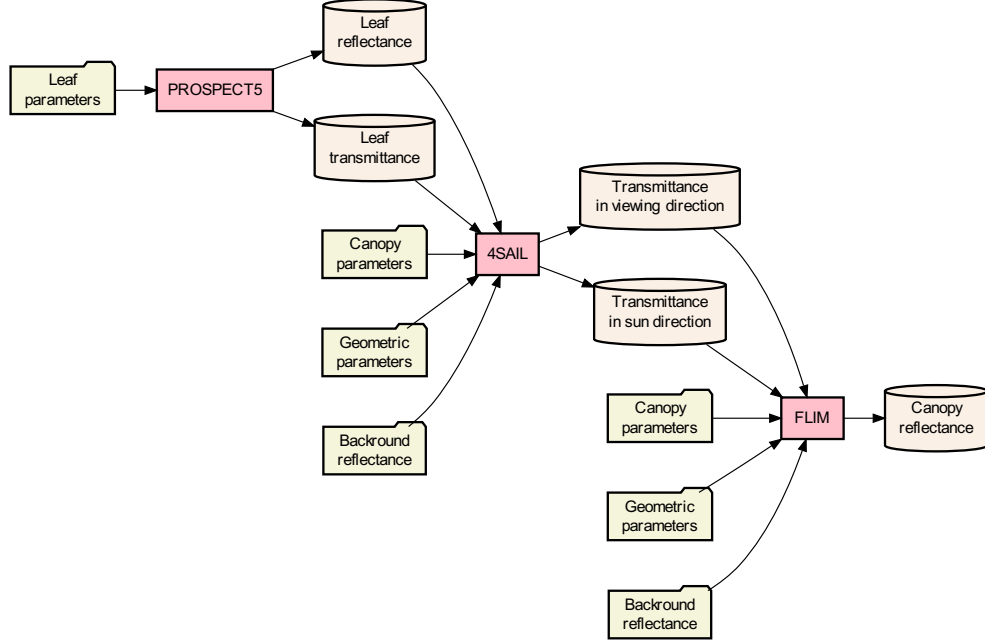 Leaf
reflectance
Leaf
parameters
PROSPECT5
Leaf
transmittance
Transmittance
in viewing direction
Canopy
parameters
4SAIL
Transmittance
in sun direction
Geometric
parameters
Canopy
parameters
FLIM
Canopy
reflectance
Backround
reflectance
Geometric
parameters
Backround
reflectance